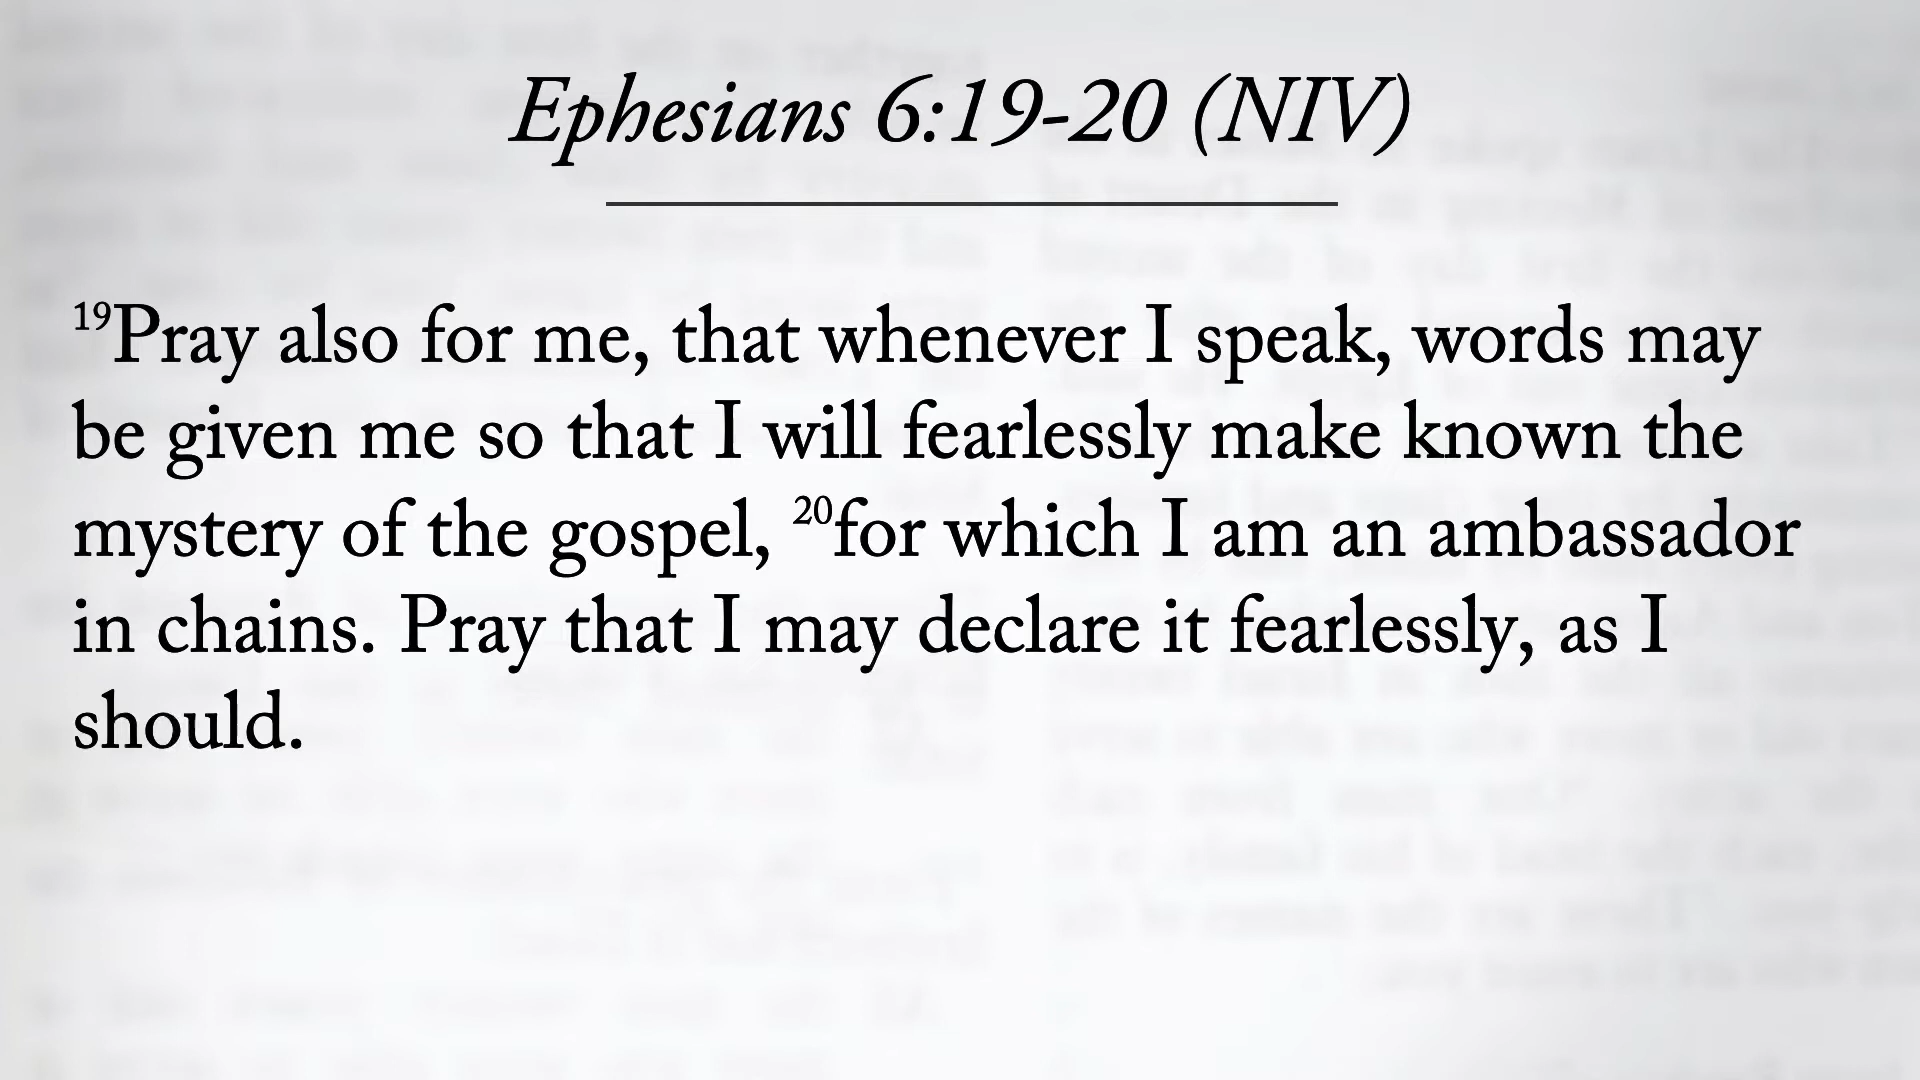 Ephesians 6:19-20 (NIV)
19Pray also for me, that whenever I speak, words may
be given me so that I will fearlessly make known the
mystery of the gospel, 20for which I am an ambassador
in chains. Pray that I may declare it fearlessly, as I
should.